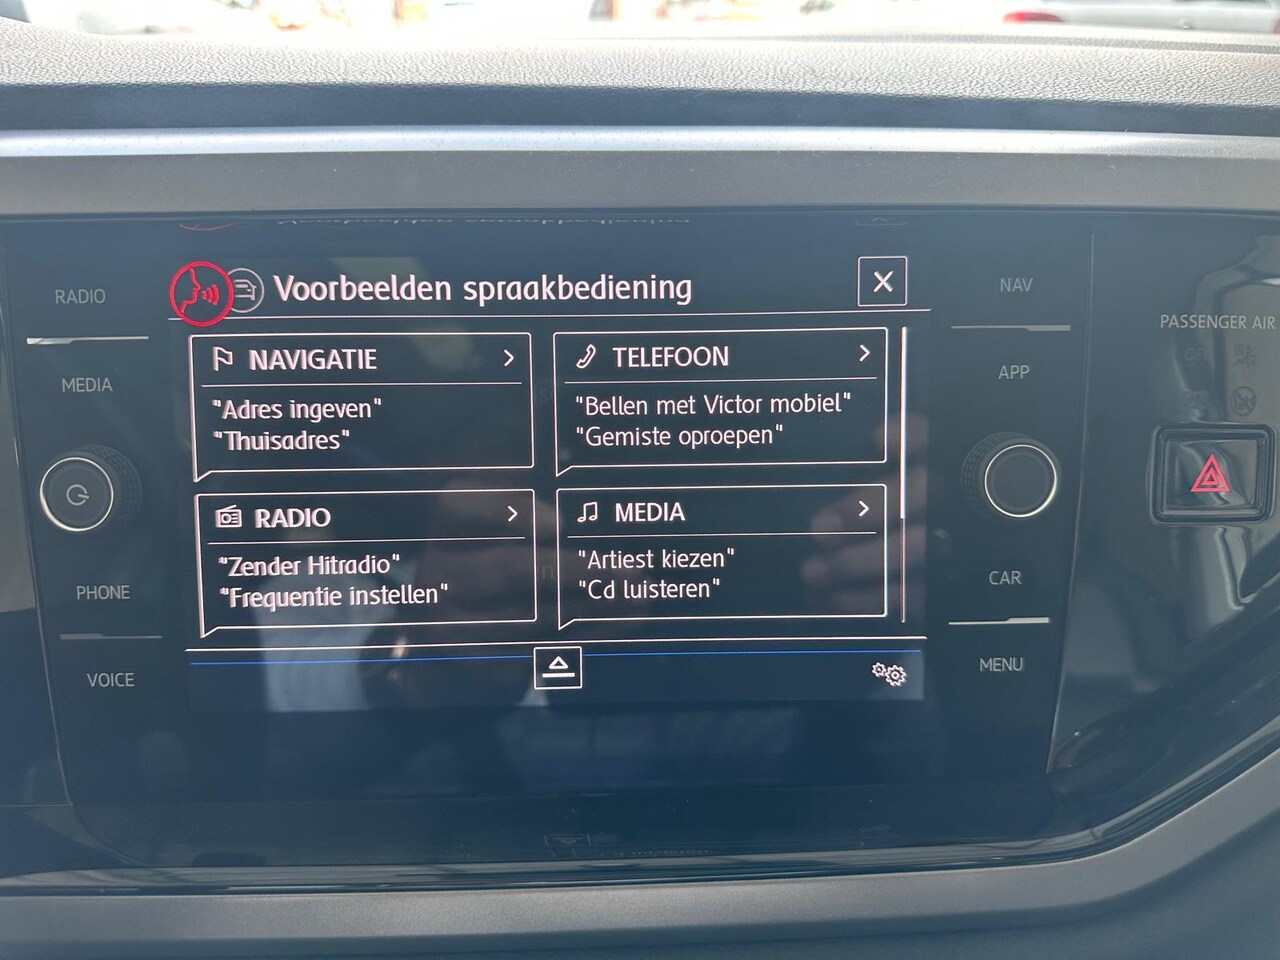 Voorbeelden spraakbediening
RADIO
NAV
PASSENGER AIR
NAVIGATIE
"Adres ingeven"
"Thuisadres"
TELEFOON
"Bellen met Victor mobiel"
"Gemiste oproepen"
MEDIA
APP
RADIO
"Zender Hitradio"
"Frequentie instellen"
MEDIA
"Artiest kiezen"
"Cd luisteren"
PHONE
CAR
VOICE
MENU